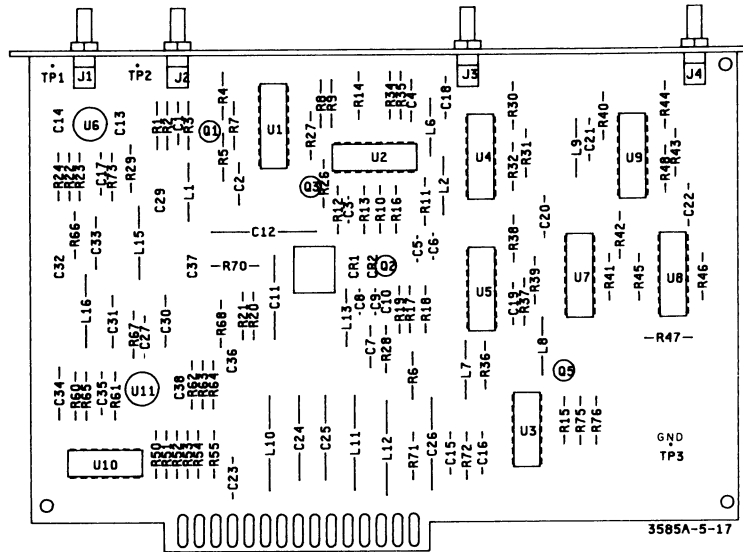 TP1 J1 TP2 J2 J3 J4
C14 U6 C13 R1 R2 C1 R3 Q1 R4 R7 U1 R27 R8 R9 R14 R34 R35 C4 C18 L6 R30 R40 R44
R5 U2 U4 L9 C21 U9
R24 R22 R23 C17 R73 R29 C29 L1 C2 Q3 R26 L2 R32 R31 R48 R43
R12 C3 R13 R10 R16 R11
R66 C33 L15 C12 C5 C6 R38 C20 R42 C22
C32 C37 R70 C11 CR1 CR2 Q2 U5 R39 U7 R41 R45 U8 R46
L16 C31 R67 C27 C30 R68 R21 R20 L13 C8 C9 C10 R19 R17 R18 C19 R37
C36 C7 R28 R6 L7 R36 L8 R47
C34 R60 R65 C35 R61 U11 C38 R62 R63 R64 Q5
L10 C24 C25 L11 L12 R71 C26 C15 R72 C16 U3 R15 R75 R76
U10 R50 R51 R52 R53 R54 R55 C23
GND
TP3
3585A-5-17